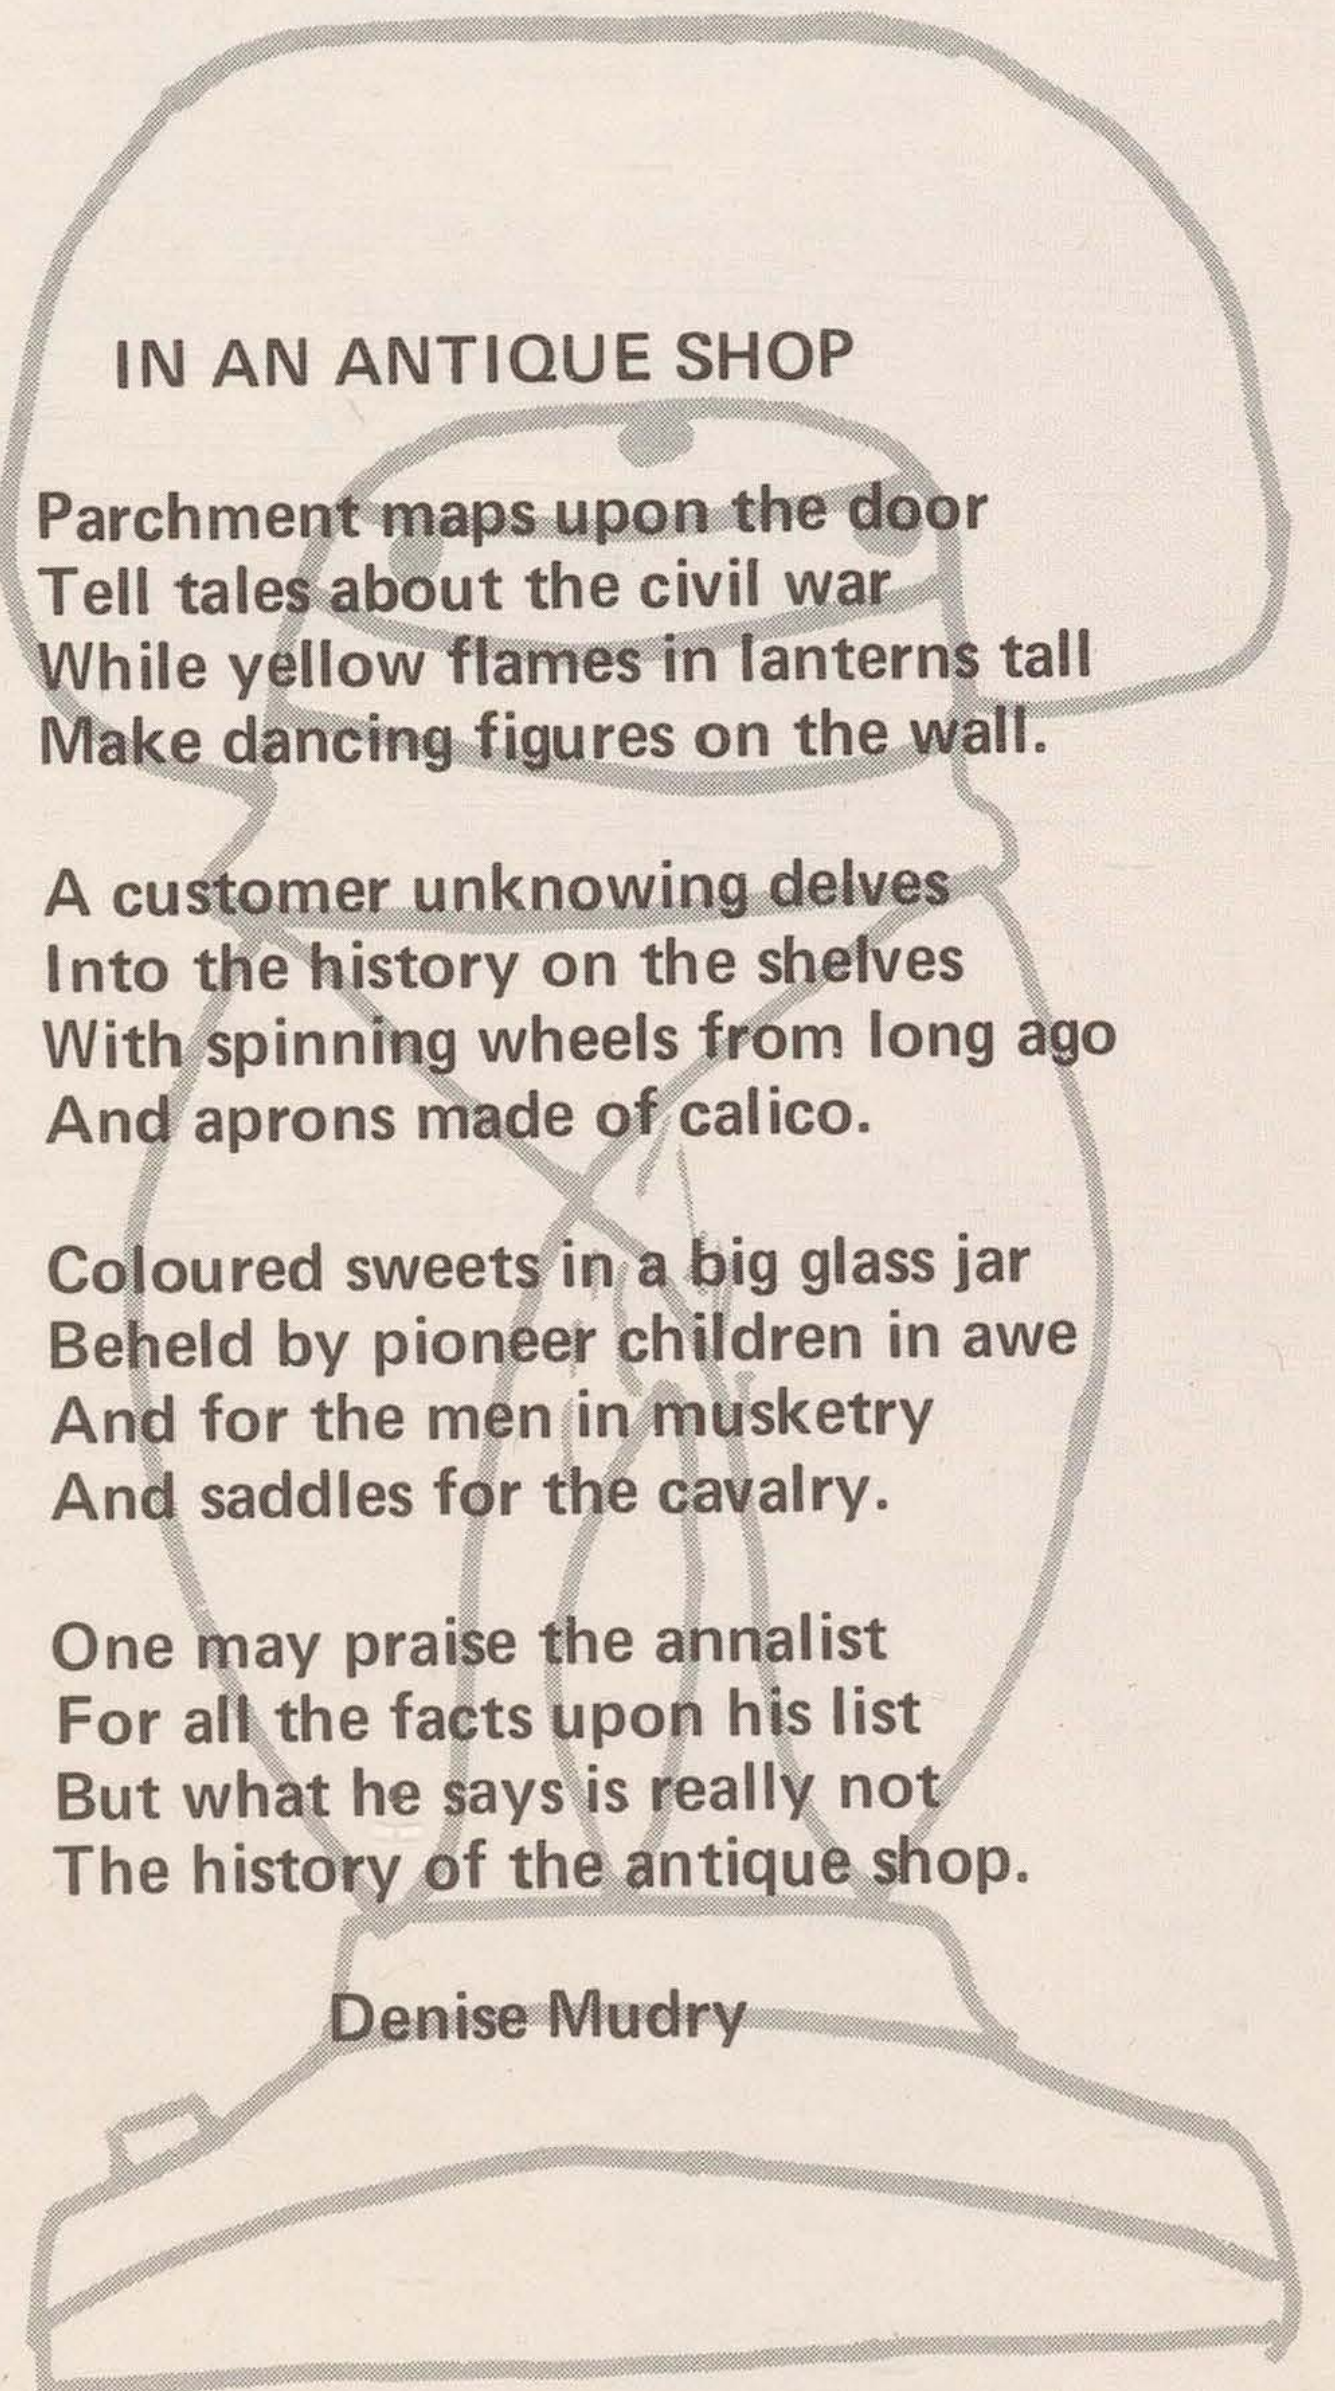 IN AN ANTIQUE SHOP
Parchment maps upon the door
Tell tales about the civil war
While yellow flames in lanterns tall
Make dancing figures on the wall.
A customer unknowing delves
Into the history on the shelves
With spinning wheels from long ago
And aprons made of calico.
Coloured sweets in a big glass jar
Beheld by pioneer children in awe
And for the men in musketry
And saddles for the cavalry.
One may praise the annalist
For all the facts upon his list
But what he says is really not
The history of the antique shop.
Denise Mudry